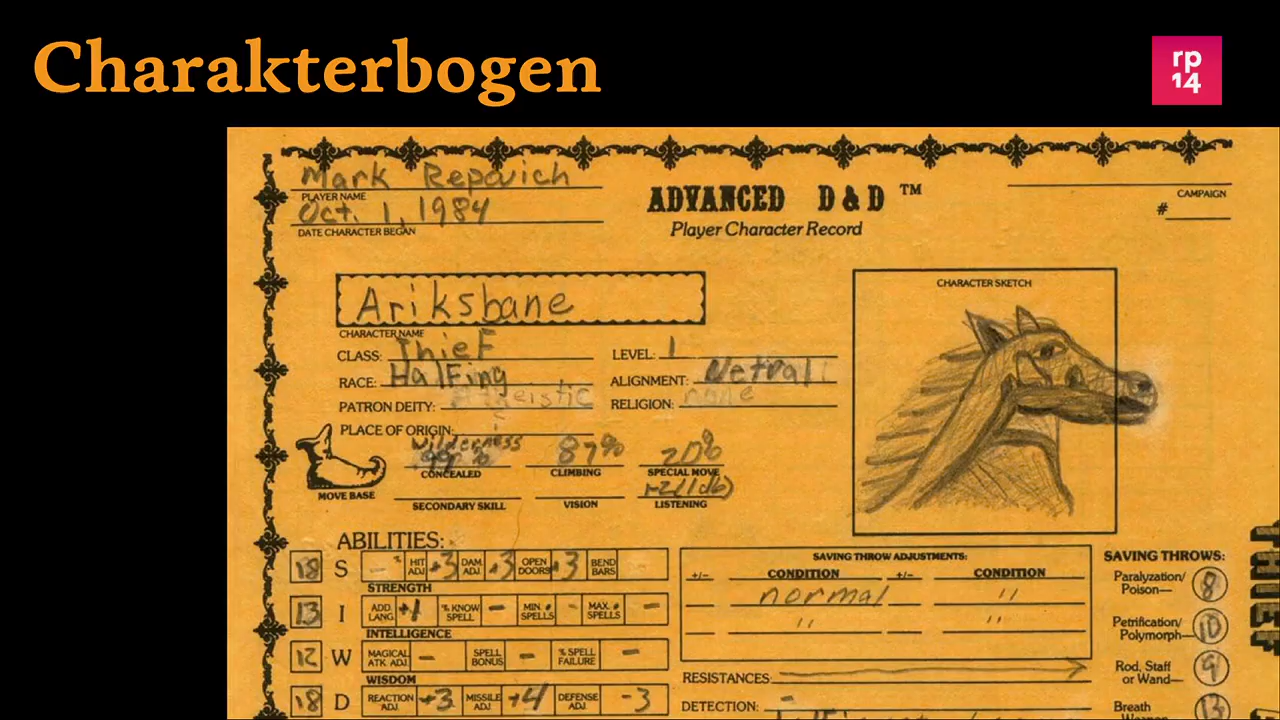 Charakterbogen
rp
14
Mark Repovich
PLAYER NAME
Oct. 1, 1984
DATE CHARACTER BEGAN
ADVANCED D & D ™
Player Character Record
CAMPAIGN
#
Ariksbane
CHARACTER NAME
CHARACTER SKETCH
CLASS: Thief
LEVEL: 1
RACE: Halfing
ALIGNMENT: Netral
PATRON DEITY:
RELIGION: none
PLACE OF ORIGIN:
Wilderness
87% 20%
MOVE BASE
CONCEALED CLIMBING SPECIAL MOVE
SECONDARY SKILL VISION LISTENING
ABILITIES:
18 S HIT ADJ +3 DAM. ADJ +3 OPEN DOORS +3 BEND BARS
STRENGTH
13 I ADD. LANG. +1 % KNOW SPELL – MIN. # SPELLS - MAX. # SPELLS –
INTELLIGENCE
12 W MAGICAL ATK ADJ. – SPELL BONUS – % SPELL FAILURE –
WISDOM
18 D REACTION ADJ. +3 MISSILE ADJ. +4 DEFENSE ADJ. -3
SAVING THROW ADJUSTMENTS:
+/– CONDITION +/– CONDITION
normal "
" "
RESISTANCES:
DETECTION: -
SAVING THROWS:
Paralyzation/
Poison— 8
Petrification/
Polymorph— 10
Rod, Staff
or Wand— 9
Breath
13
THIEF